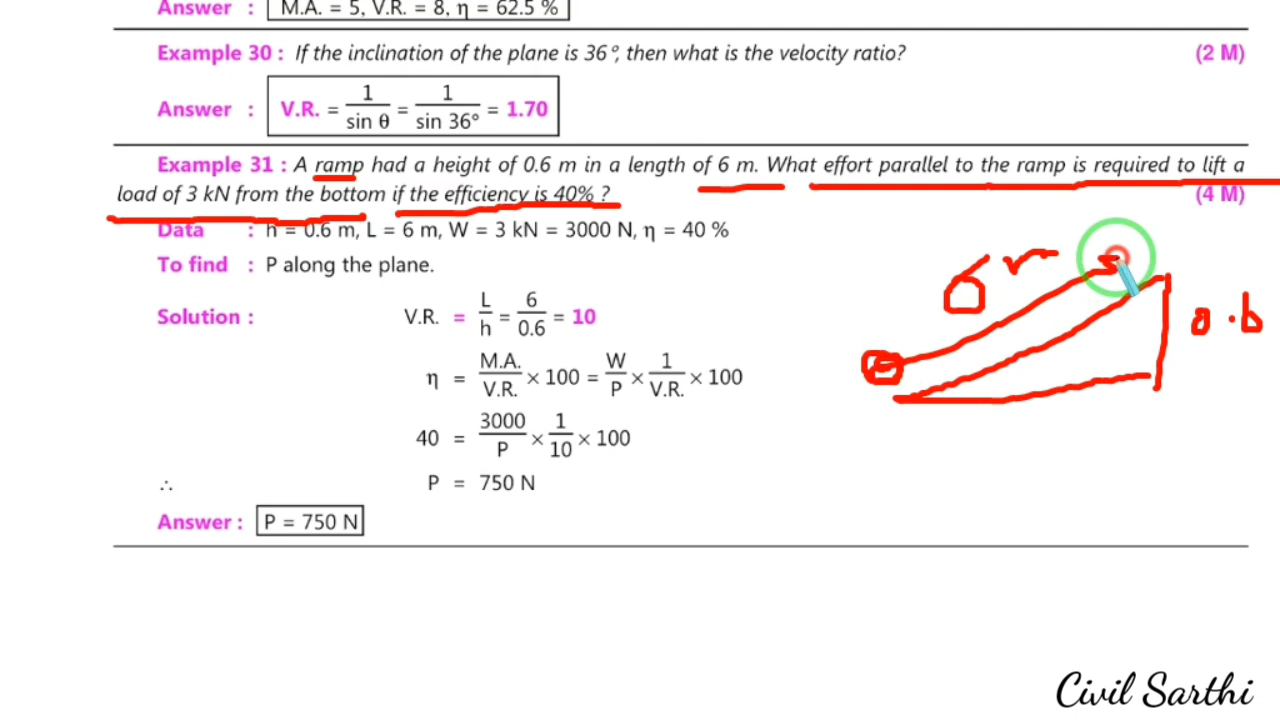 Answer : M.A. = 5, V.R. = 8, η = 62.5 %
Example 30 : If the inclination of the plane is 36°, then what is the velocity ratio? (2 M)
Answer : V.R. = 1/sin θ = 1/sin 36° = 1.70
Example 31 : A ramp had a height of 0.6 m in a length of 6 m. What effort parallel to the ramp is required to lift a
load of 3 kN from the bottom if the efficiency is 40% ? (4 M)
Data : h = 0.6 m, L = 6 m, W = 3 kN = 3000 N, η = 40 %
To find : P along the plane.
6 m
Solution : V.R. = L/h = 6/0.6 = 10
0.6
η = M.A./V.R. × 100 = W/P × 1/V.R. × 100
40 = 3000/P × 1/10 × 100
∴ P = 750 N
Answer : P = 750 N
Civil Sarthi